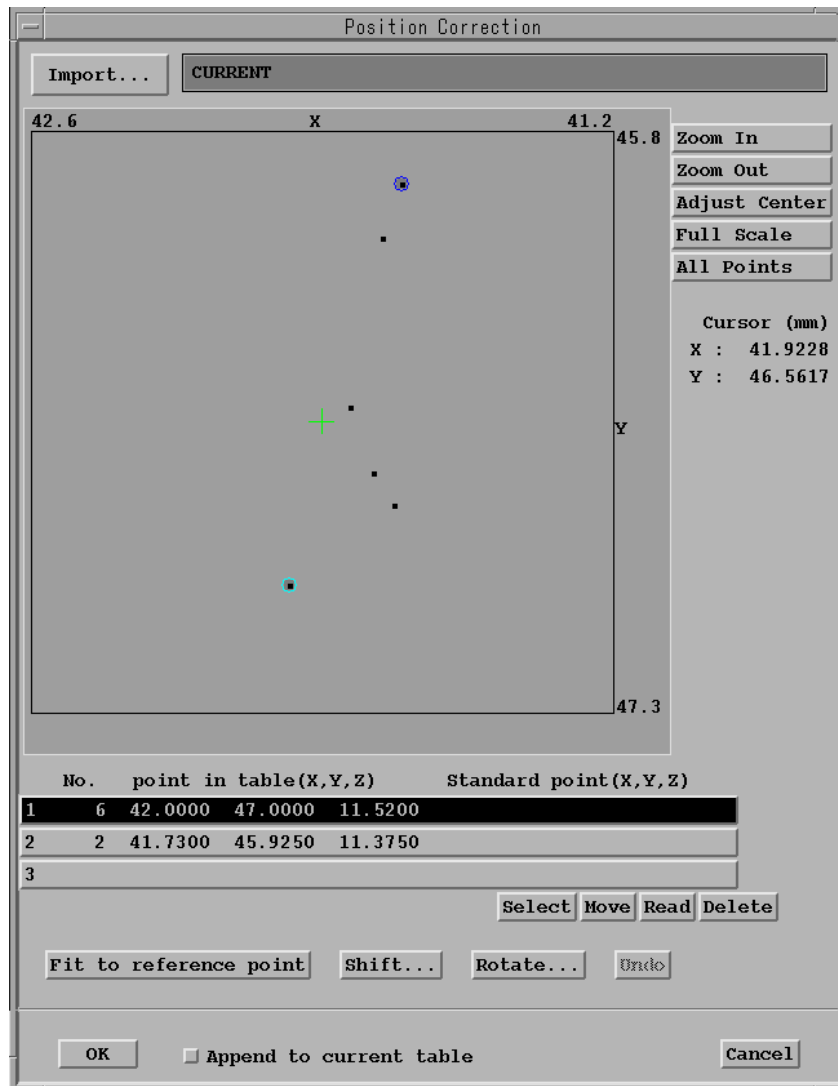 Position Correction
Import... CURRENT
42.6 X 41.2
45.8 Zoom In
Zoom Out
Adjust Center
Full Scale
All Points
Cursor (mm)
X : 41.9228
Y : 46.5617
Y
47.3
No. point in table(X,Y,Z) Standard point(X,Y,Z)
1 6 42.0000 47.0000 11.5200
2 2 41.7300 45.9250 11.3750
3
Select Move Read Delete
Fit to reference point Shift... Rotate... Undo
OK Append to current table Cancel